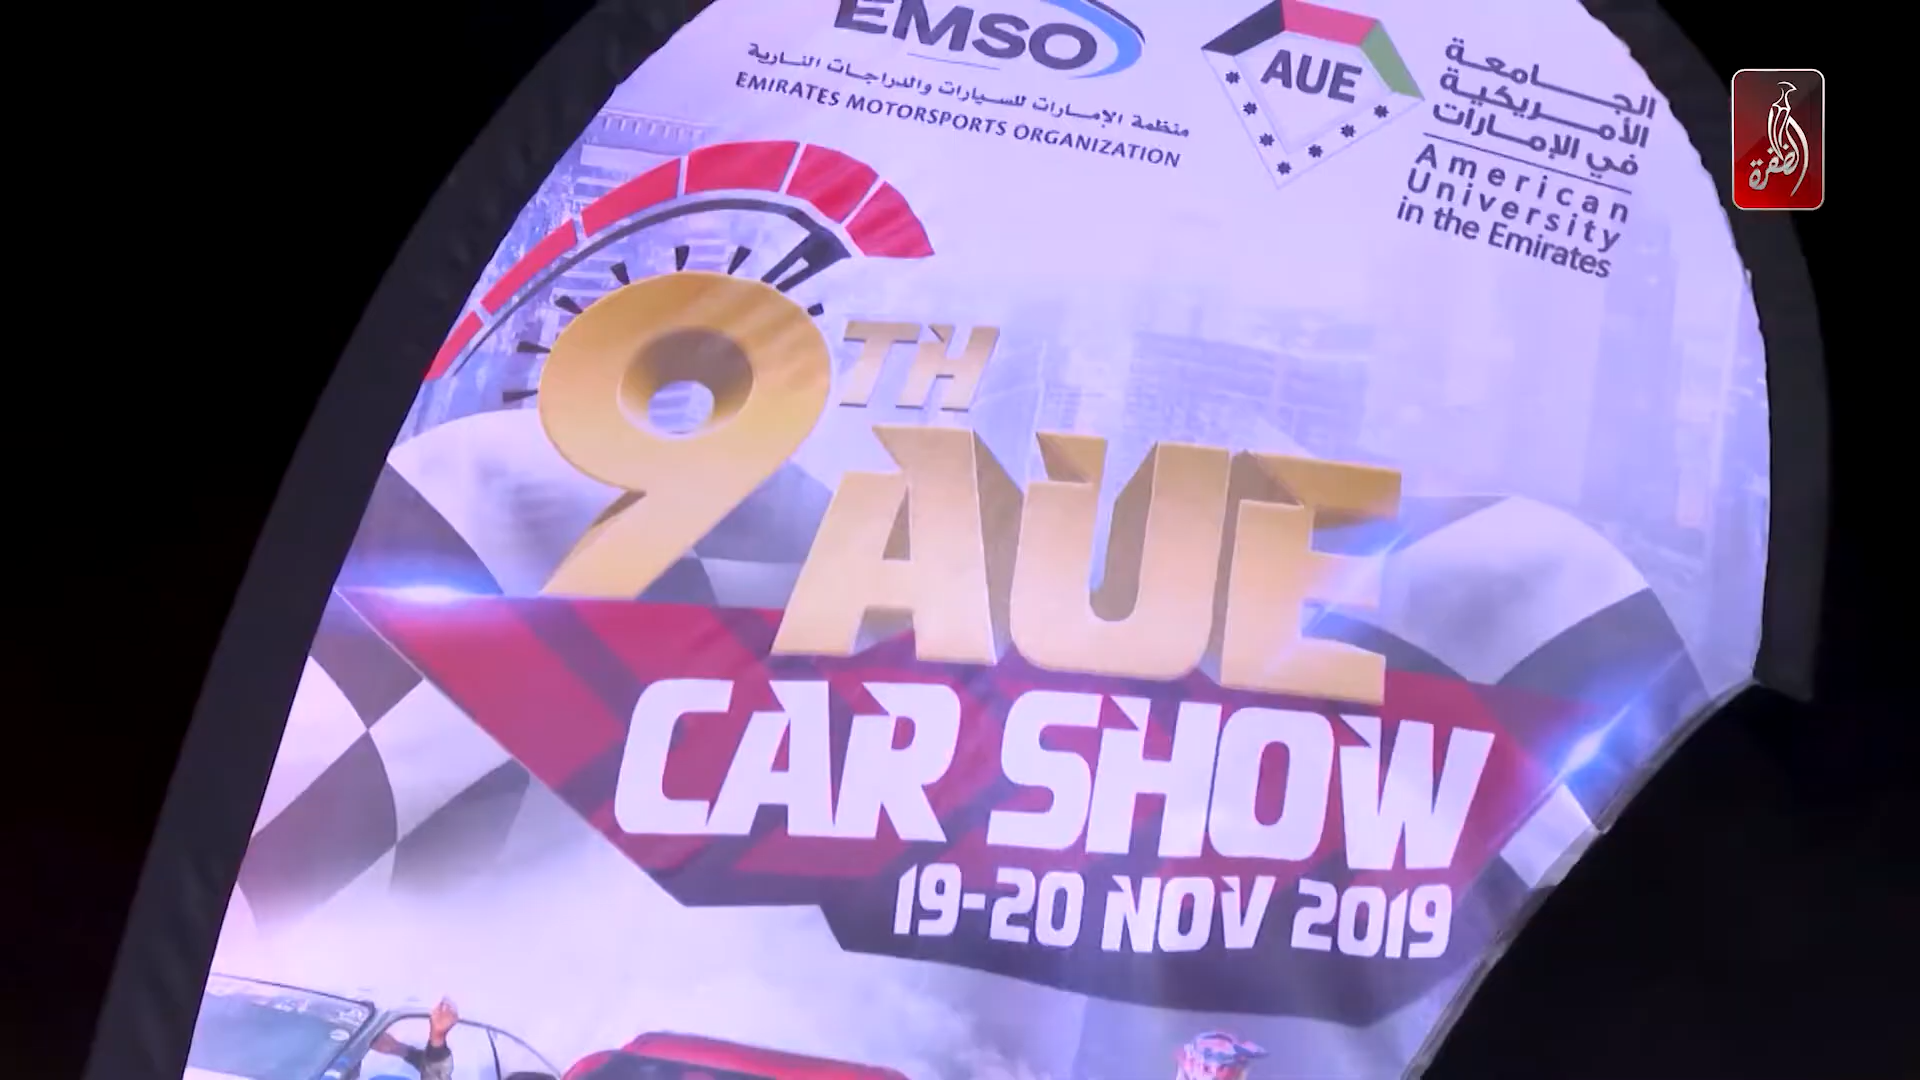 EMSO
منظمة الإمارات للسيارات والدراجات النارية
EMIRATES MOTORSPORTS ORGANIZATION
AUE
الجامعة
الأمريكية
في الإمارات
American
University
in the Emirates
الظفرة
9TH
AUE
CAR SHOW
19-20 NOV 2019